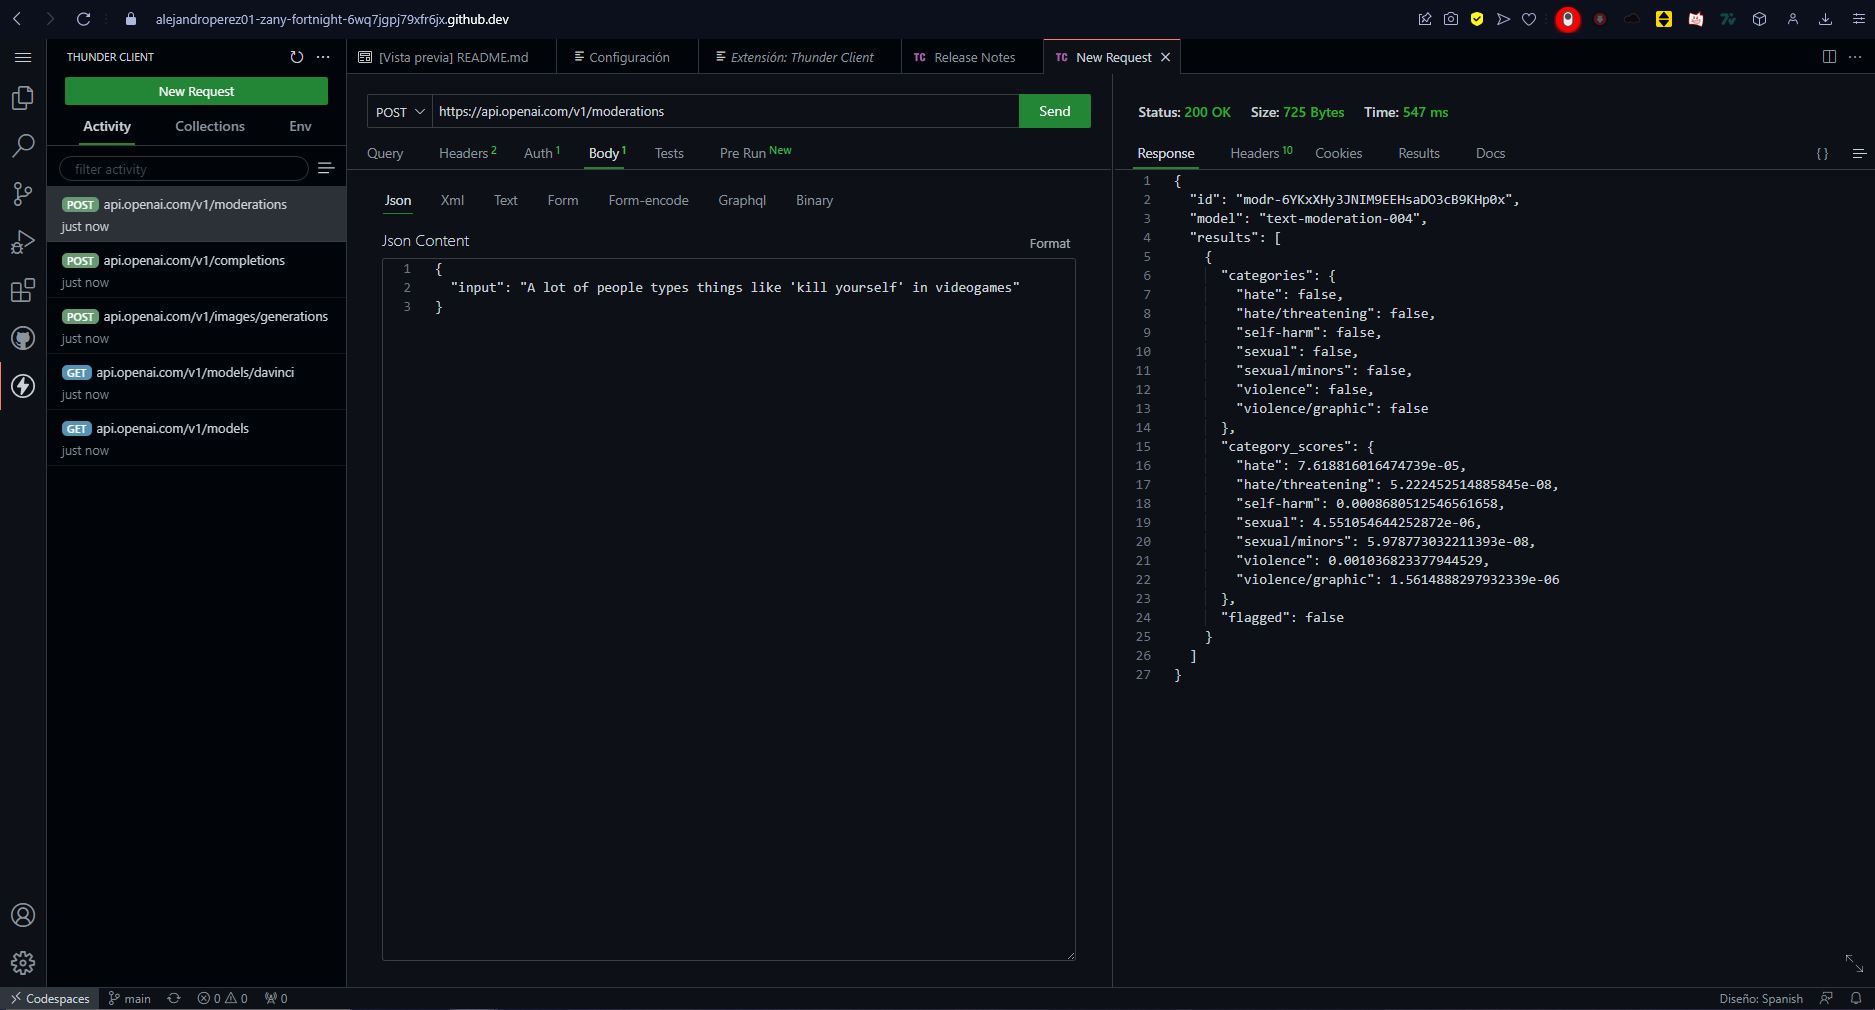 alejandroperez01-zany-fortnight-6wq7jgpj79xfr6jx.github.dev
THUNDER CLIENT
New Request
Activity Collections Env
filter activity
POST api.openai.com/v1/moderations
just now
POST api.openai.com/v1/completions
just now
POST api.openai.com/v1/images/generations
just now
GET api.openai.com/v1/models/davinci
just now
GET api.openai.com/v1/models
just now
[Vista previa] README.md Configuración Extensión: Thunder Client TC Release Notes TC New Request
POST https://api.openai.com/v1/moderations Send
Query Headers 2 Auth 1 Body 1 Tests Pre Run New
Json Xml Text Form Form-encode Graphql Binary
Json Content Format
1 {
2 "input": "A lot of people types things like 'kill yourself' in videogames"
3 }
Status: 200 OK Size: 725 Bytes Time: 547 ms
Response Headers 10 Cookies Results Docs { }
1 {
2 "id": "modr-6YKxXHy3JNIM9EEHsaDO3cB9KHp0x",
3 "model": "text-moderation-004",
4 "results": [
5 {
6 "categories": {
7 "hate": false,
8 "hate/threatening": false,
9 "self-harm": false,
10 "sexual": false,
11 "sexual/minors": false,
12 "violence": false,
13 "violence/graphic": false
14 },
15 "category_scores": {
16 "hate": 7.618816016474739e-05,
17 "hate/threatening": 5.222452514885845e-08,
18 "self-harm": 0.0008680512546561658,
19 "sexual": 4.551054644252872e-06,
20 "sexual/minors": 5.978773032211393e-08,
21 "violence": 0.001036823377944529,
22 "violence/graphic": 1.5614888297932339e-06
23 },
24 "flagged": false
25 }
26 ]
27 }
Codespaces main 0 0 0 Diseño: Spanish